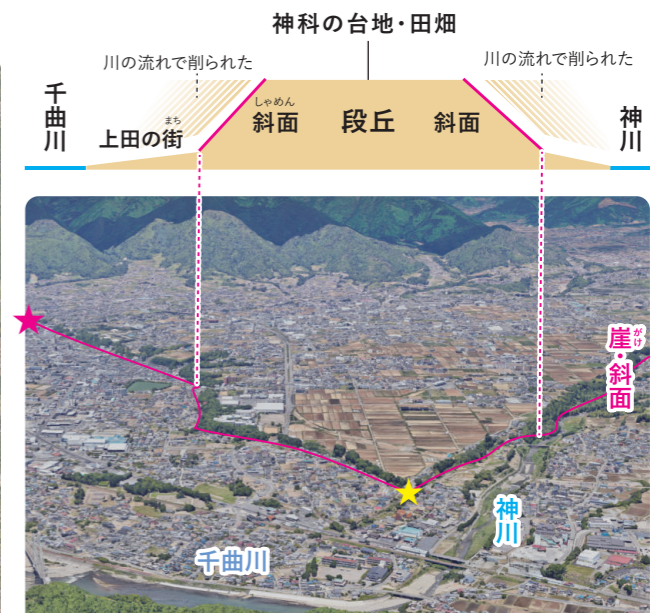 神科の台地・田畑
川の流れで削られた
川の流れで削られた
千曲川
まち
上田の街
しゃめん
斜面
段丘
斜面
神川
がけ
崖・斜面
神川
千曲川